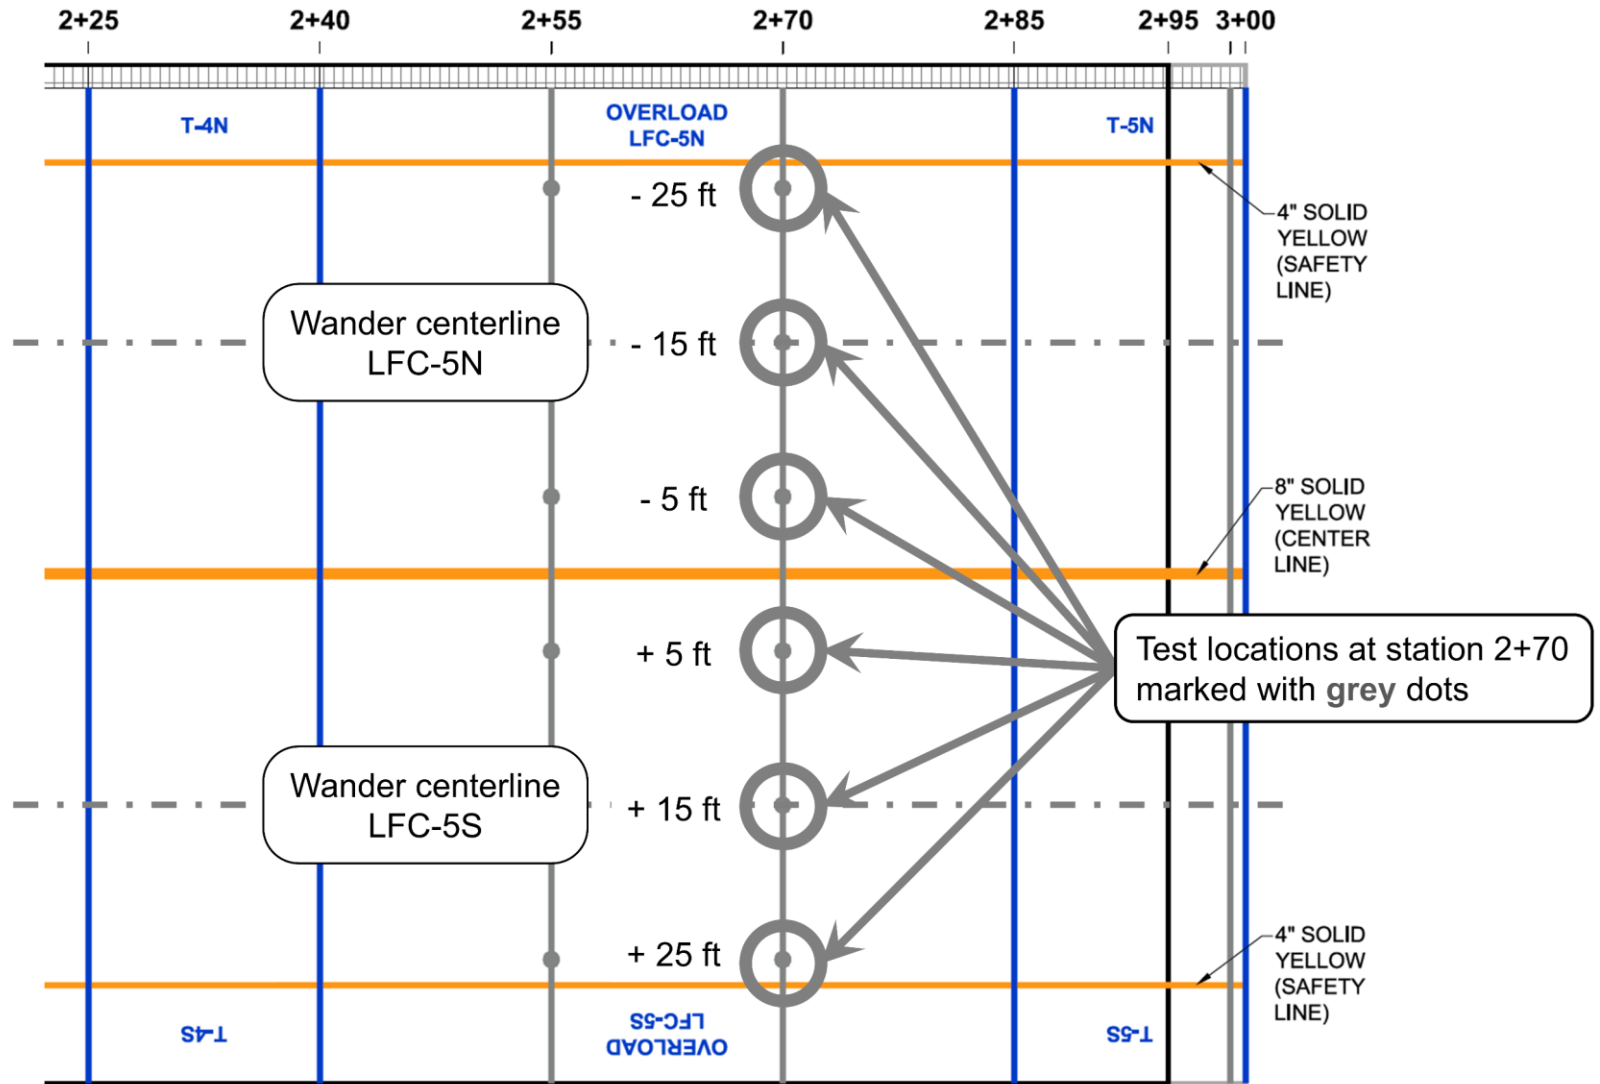 2+25 2+40 2+55 2+70 2+85 2+95 3+00
T-4N
OVERLOAD
LFC-5N
T-5N
- 25 ft
4" SOLID
YELLOW
(SAFETY
LINE)
Wander centerline
LFC-5N
- 15 ft
- 5 ft
8" SOLID
YELLOW
(CENTER
LINE)
+ 5 ft
Test locations at station 2+70
marked with grey dots
Wander centerline
LFC-5S
+ 15 ft
+ 25 ft
4" SOLID
YELLOW
(SAFETY
LINE)
T-4S
OVERLOAD
LFC-5S
T-5S